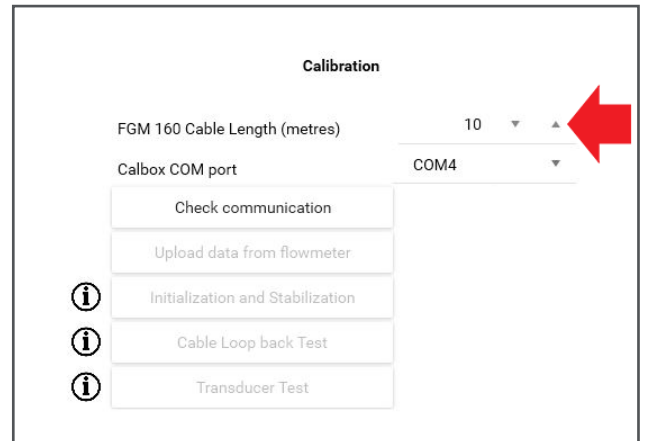 Calibration
FGM 160 Cable Length (metres) 10
Calbox COM port COM4
Check communication
Upload data from flowmeter
Initialization and Stabilization
Cable Loop back Test
Transducer Test